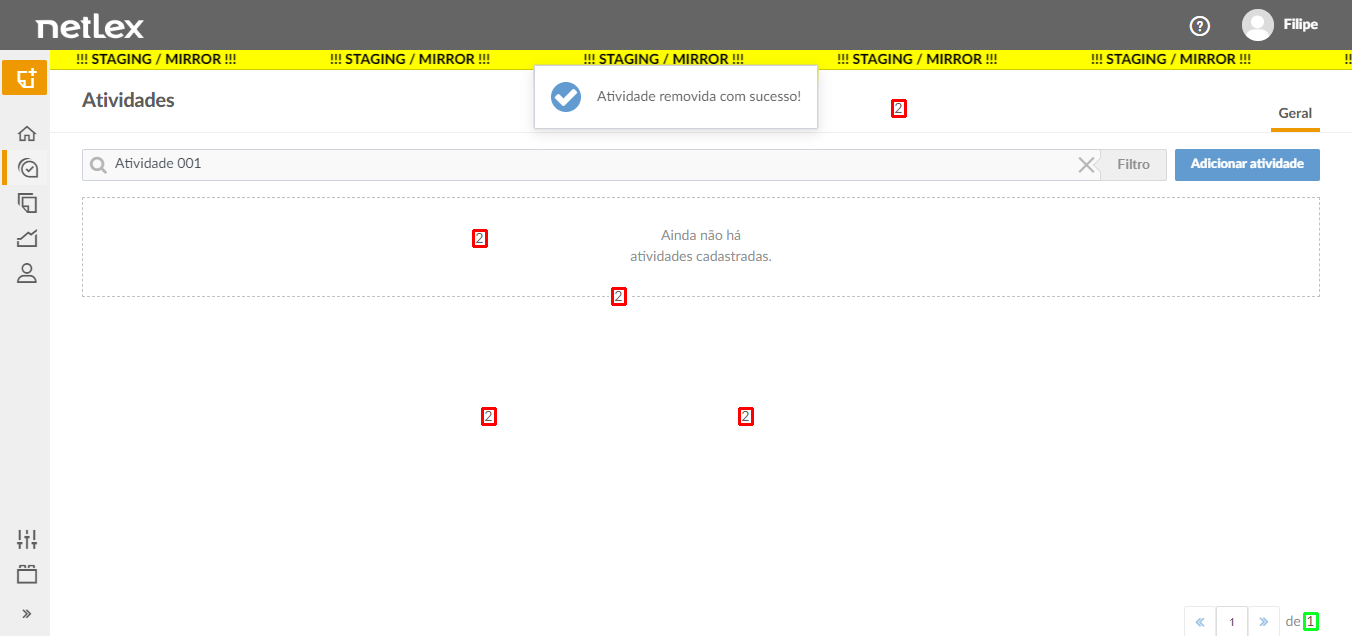 netlex
Filipe
!!! STAGING / MIRROR !!! !!! STAGING / MIRROR !!! !!! STAGING / MIRROR !!! !!! STAGING / MIRROR !!! !!! STAGING / MIRROR !!! !!
Atividade removida com sucesso!
Atividades
2
Geral
Atividade 001
Filtro
Adicionar atividade
Ainda não há
2
atividades cadastradas.
2
2 2
« 1 » de 1
»